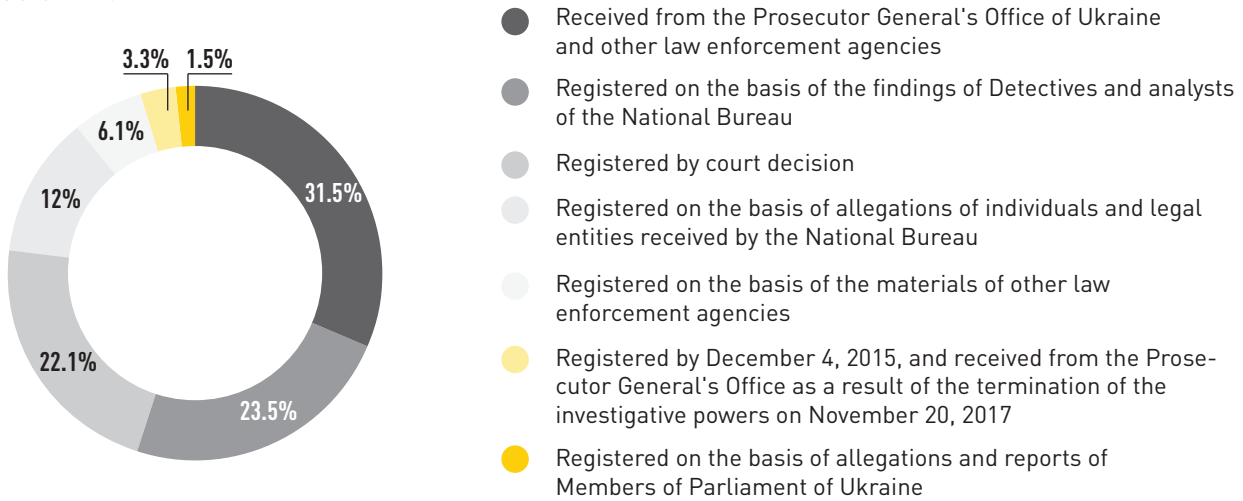 Received from the Prosecutor General's Office of Ukraine
and other law enforcement agencies
3.3% 1.5%
Registered on the basis of the findings of Detectives and analysts
of the National Bureau
6.1%
Registered by court decision
31.5%
12%
Registered on the basis of allegations of individuals and legal
entities received by the National Bureau
Registered on the basis of the materials of other law
enforcement agencies
22.1%
Registered by December 4, 2015, and received from the Prose-
cutor General's Office as a result of the termination of the
investigative powers on November 20, 2017
23.5%
Registered on the basis of allegations and reports of
Members of Parliament of Ukraine